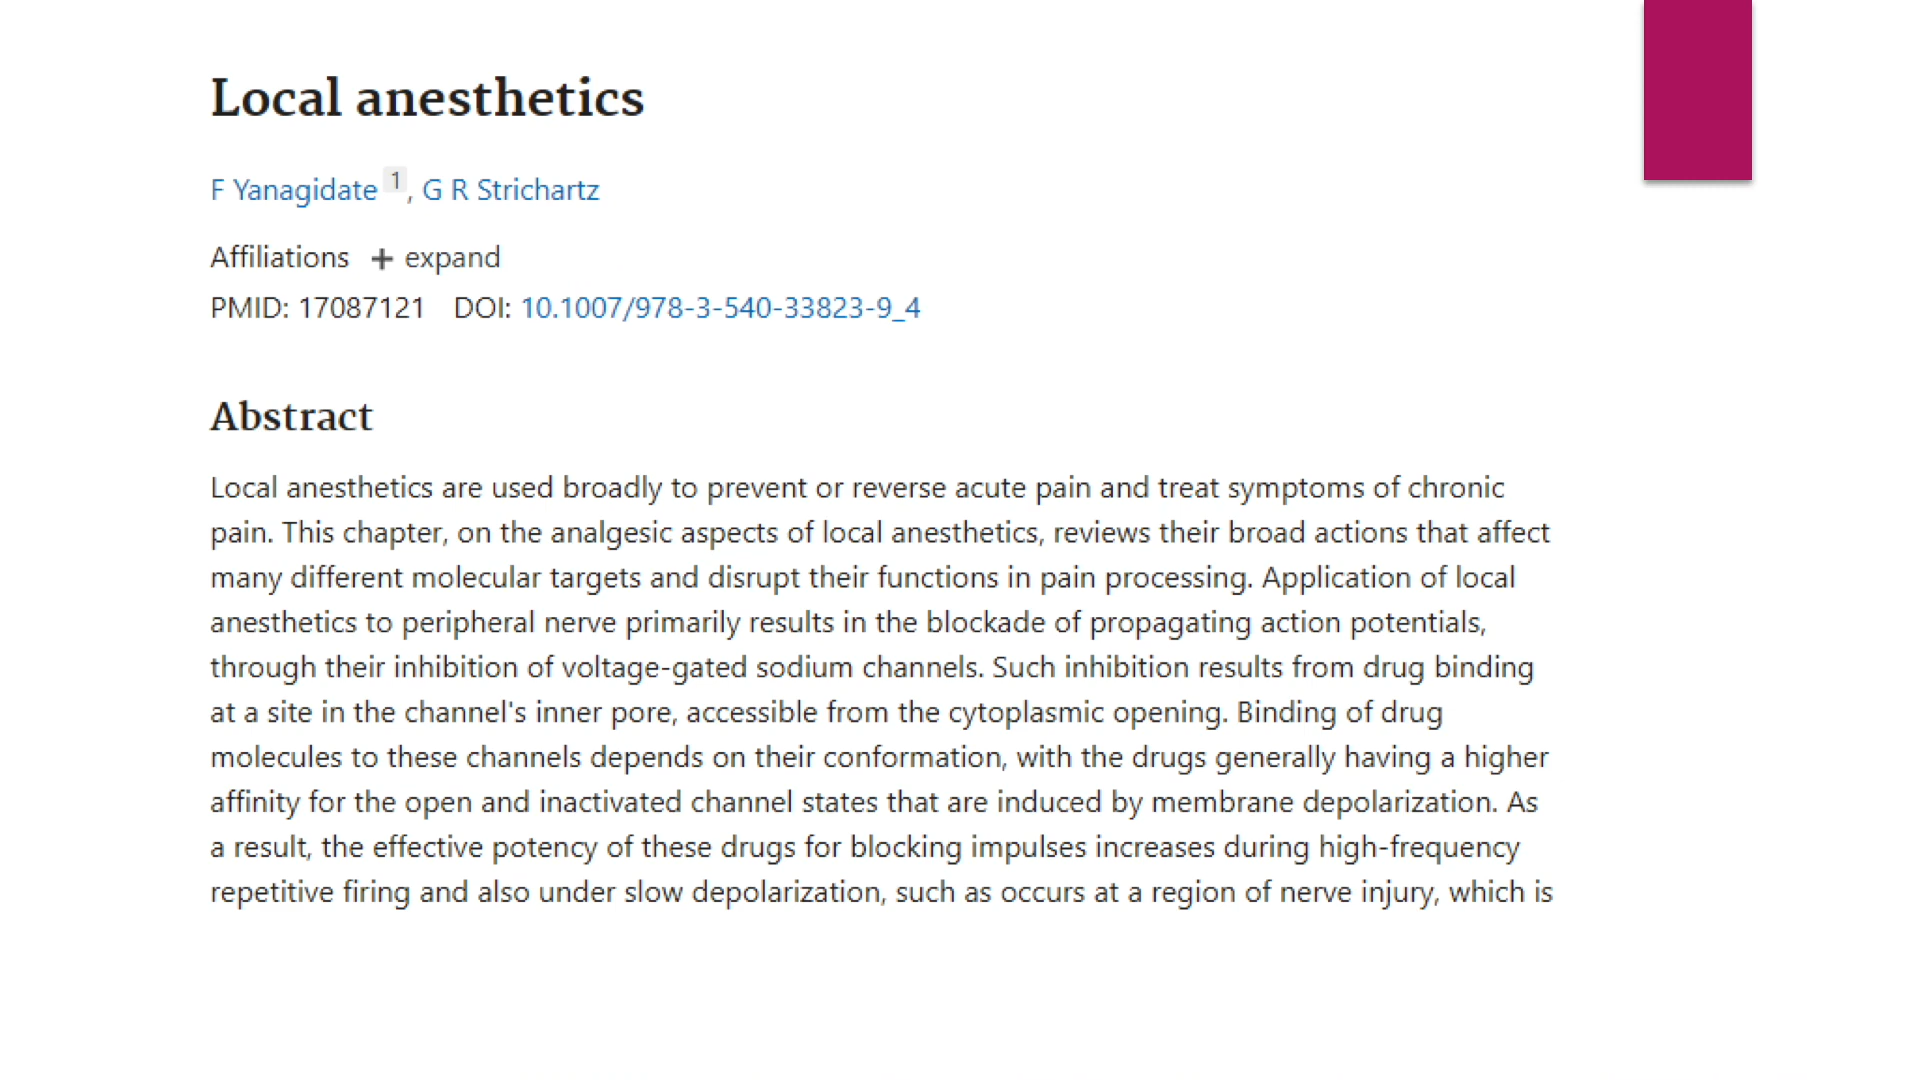 Local anesthetics
F Yanagidate 1, G R Strichartz
Affiliations + expand
PMID: 17087121 DOI: 10.1007/978-3-540-33823-9_4
Abstract
Local anesthetics are used broadly to prevent or reverse acute pain and treat symptoms of chronic
pain. This chapter, on the analgesic aspects of local anesthetics, reviews their broad actions that affect
many different molecular targets and disrupt their functions in pain processing. Application of local
anesthetics to peripheral nerve primarily results in the blockade of propagating action potentials,
through their inhibition of voltage-gated sodium channels. Such inhibition results from drug binding
at a site in the channel's inner pore, accessible from the cytoplasmic opening. Binding of drug
molecules to these channels depends on their conformation, with the drugs generally having a higher
affinity for the open and inactivated channel states that are induced by membrane depolarization. As
a result, the effective potency of these drugs for blocking impulses increases during high-frequency
repetitive firing and also under slow depolarization, such as occurs at a region of nerve injury, which is